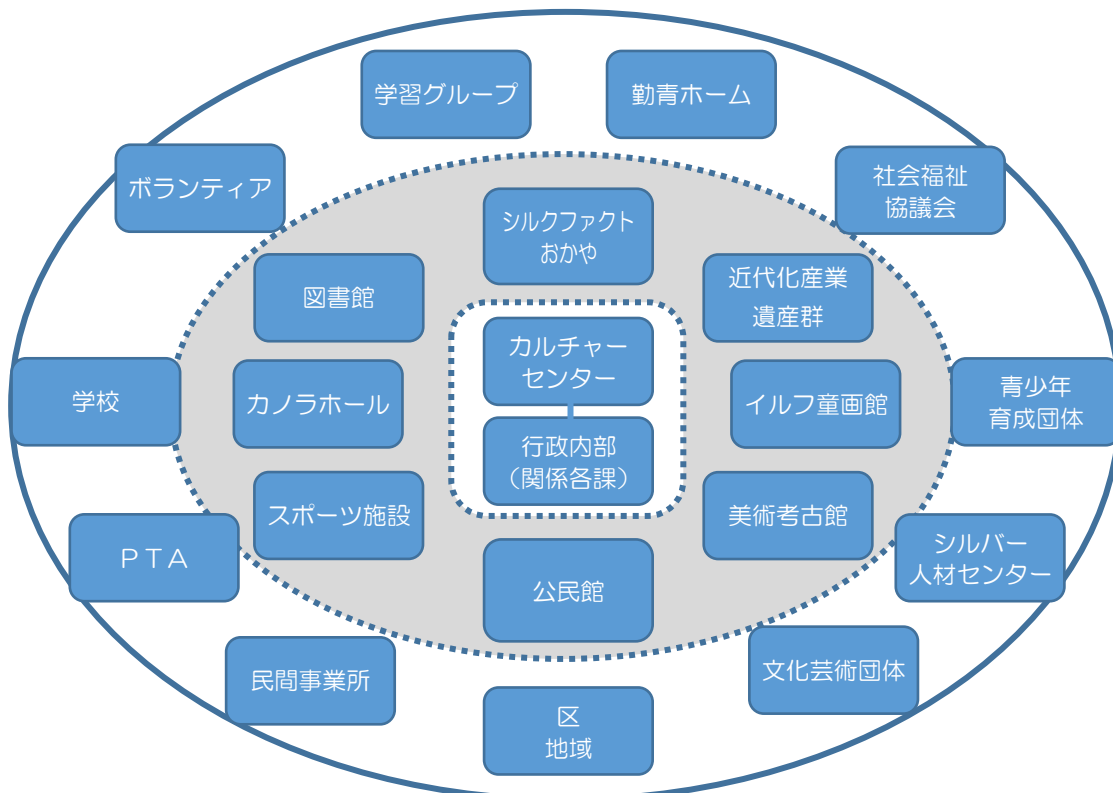 学習グループ
勤青ホーム
ボランティア
社会福祉
協議会
シルクファクト
おかや
図書館
近代化産業
遺産群
カルチャー
センター
学校
カノラホール
イルフ童画館
青少年
育成団体
行政内部
（関係各課）
スポーツ施設
美術考古館
ＰＴＡ
シルバー
人材センター
公民館
民間事業所
文化芸術団体
区
地域